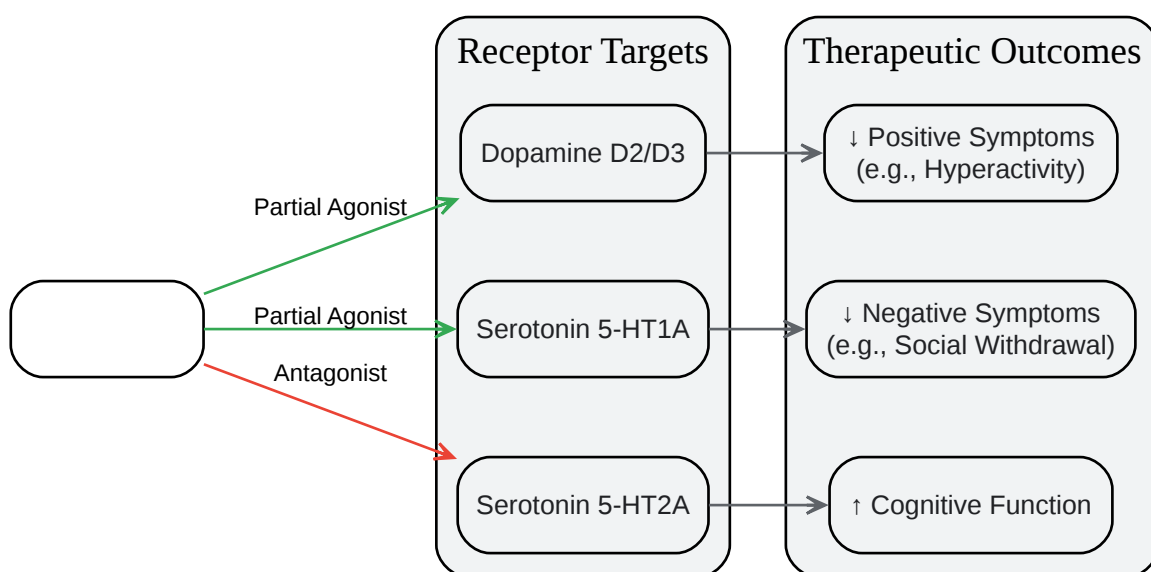 Receptor Targets
Therapeutic Outcomes
Dopamine D2/D3
↓ Positive Symptoms
(e.g., Hyperactivity)
Partial Agonist
Partial Agonist
Serotonin 5-HT1A
↓ Negative Symptoms
(e.g., Social Withdrawal)
Antagonist
Serotonin 5-HT2A
↑ Cognitive Function